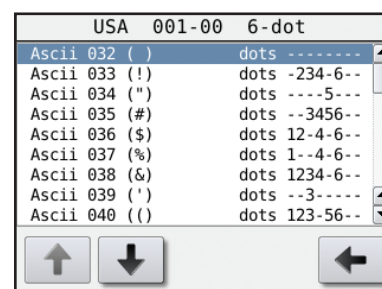 USA 001-00 6-dot
Ascii 032 ( ) dots --------
Ascii 033 (!) dots -234-6--
Ascii 034 (") dots ----5---
Ascii 035 (#) dots --3456--
Ascii 036 ($) dots 12-4-6--
Ascii 037 (%) dots 1--4-6--
Ascii 038 (&) dots 1234-6--
Ascii 039 (') dots --3-----
Ascii 040 (() dots 123-56--